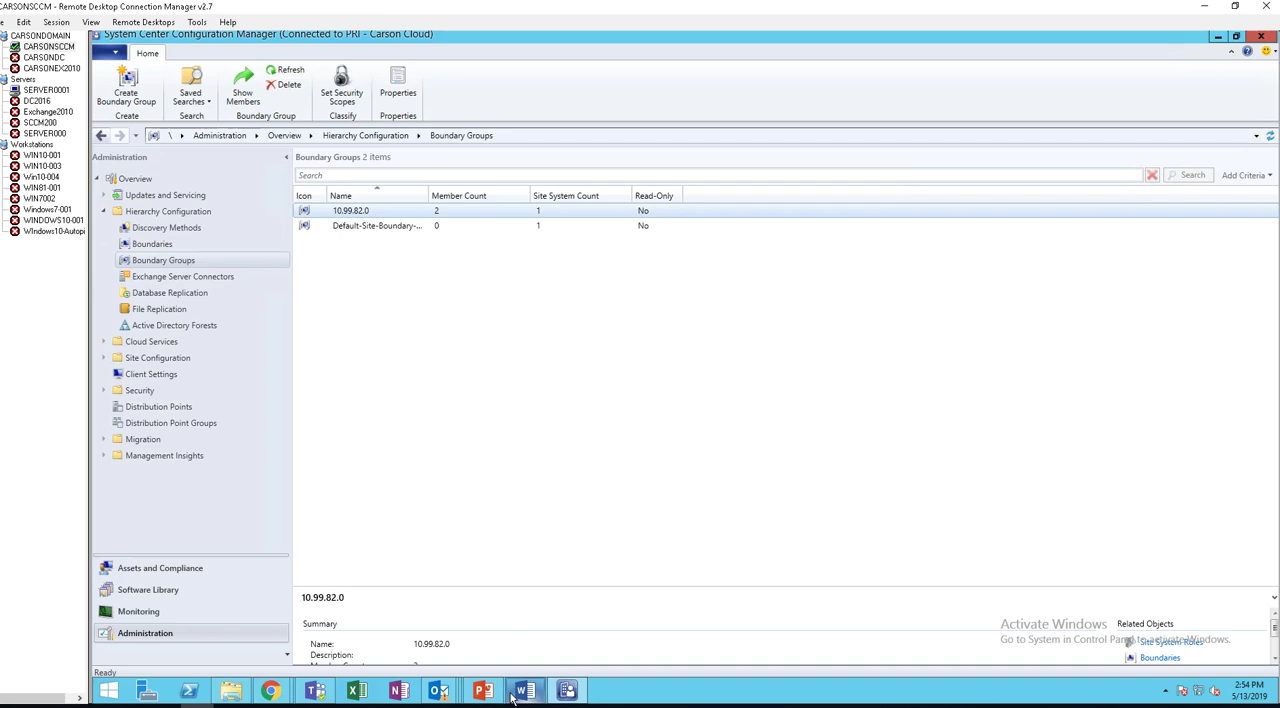 CARSONSCCM - Remote Desktop Connection Manager v2.7
e Edit Session View Remote Desktops Tools Help
CARSONDOMAIN
CARSONSCCM
CARSONDC
CARSONEX2010
Servers
SERVER0001
DC2016
Exchange2010
SCCM200
SERVER000
Workstations
WIN10-001
WIN10-003
Win10-004
WIN81-001
WIN7002
Windows7-001
WINDOWS10-001
WIndows10-Autopi
System Center Configuration Manager (Connected to PRI - Carson Cloud)
Home
Create Boundary Group
Create
Saved Searches
Search
Show Members
Refresh
Delete
Boundary Group
Set Security Scopes
Classify
Properties
Properties
\ Administration Overview Hierarchy Configuration Boundary Groups
Administration
Overview
Updates and Servicing
Hierarchy Configuration
Discovery Methods
Boundaries
Boundary Groups
Exchange Server Connectors
Database Replication
File Replication
Active Directory Forests
Cloud Services
Site Configuration
Client Settings
Security
Distribution Points
Distribution Point Groups
Migration
Management Insights
Assets and Compliance
Software Library
Monitoring
Administration
Boundary Groups 2 items
Search Search Add Criteria
Icon Name Member Count Site System Count Read-Only
10.99.82.0 2 1 No
Default-Site-Boundary-... 0 1 No
10.99.82.0
Summary
Name: 10.99.82.0
Description:
Related Objects
Site System Roles
Boundaries
Activate Windows
Go to System in Control Panel to activate Windows.
Ready
2:54 PM
5/13/2019